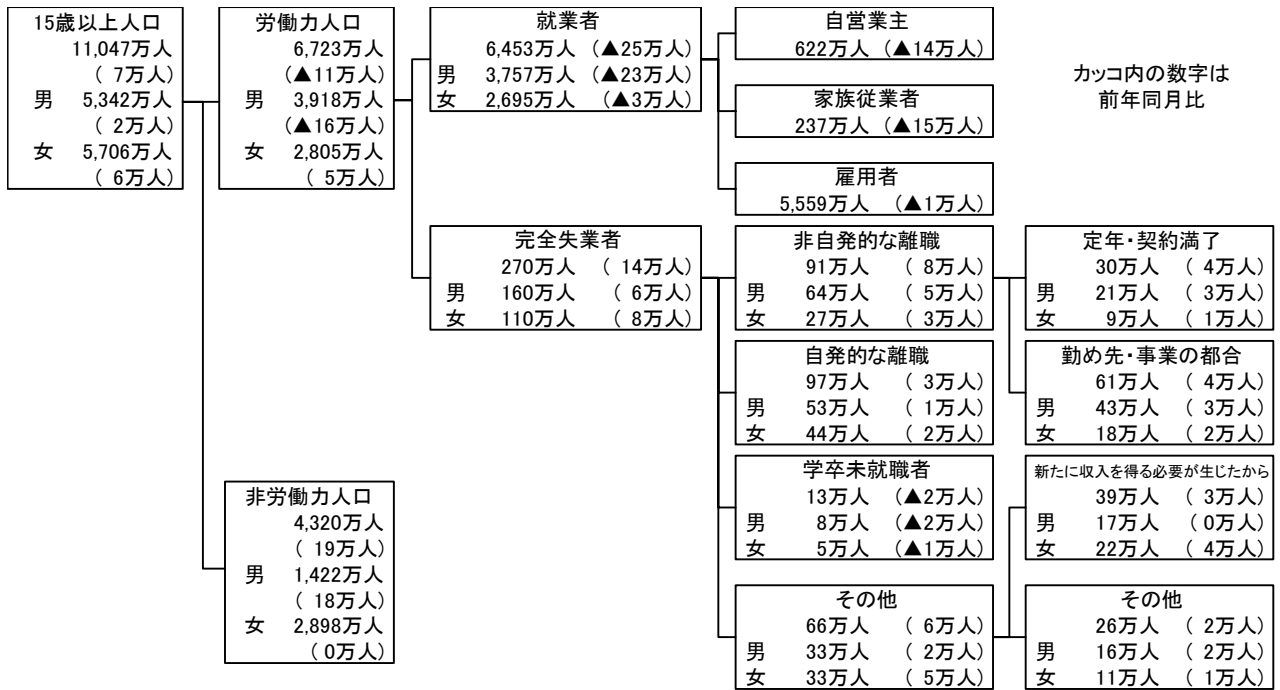 15歳以上人口
11,047万人
( 7万人)
男 5,342万人
( 2万人)
女 5,706万人
( 6万人)
労働力人口
6,723万人
(▲11万人)
男 3,918万人
(▲16万人)
女 2,805万人
( 5万人)
就業者
6,453万人 (▲25万人)
男 3,757万人 (▲23万人)
女 2,695万人 (▲3万人)
自営業主
622万人 (▲14万人)
家族従業者
237万人 (▲15万人)
雇用者
5,559万人 (▲1万人)
カッコ内の数字は
前年同月比
完全失業者
270万人 ( 14万人)
男 160万人 ( 6万人)
女 110万人 ( 8万人)
非自発的な離職
91万人 ( 8万人)
男 64万人 ( 5万人)
女 27万人 ( 3万人)
定年・契約満了
30万人 ( 4万人)
男 21万人 ( 3万人)
女 9万人 ( 1万人)
勤め先・事業の都合
61万人 ( 4万人)
男 43万人 ( 3万人)
女 18万人 ( 2万人)
自発的な離職
97万人 ( 3万人)
男 53万人 ( 1万人)
女 44万人 ( 2万人)
学卒未就職者
13万人 (▲2万人)
男 8万人 (▲2万人)
女 5万人 (▲1万人)
その他
66万人 ( 6万人)
男 33万人 ( 2万人)
女 33万人 ( 5万人)
新たに収入を得る必要が生じたから
39万人 ( 3万人)
男 17万人 ( 0万人)
女 22万人 ( 4万人)
その他
26万人 ( 2万人)
男 16万人 ( 2万人)
女 11万人 ( 1万人)
非労働力人口
4,320万人
( 19万人)
男 1,422万人
( 18万人)
女 2,898万人
( 0万人)